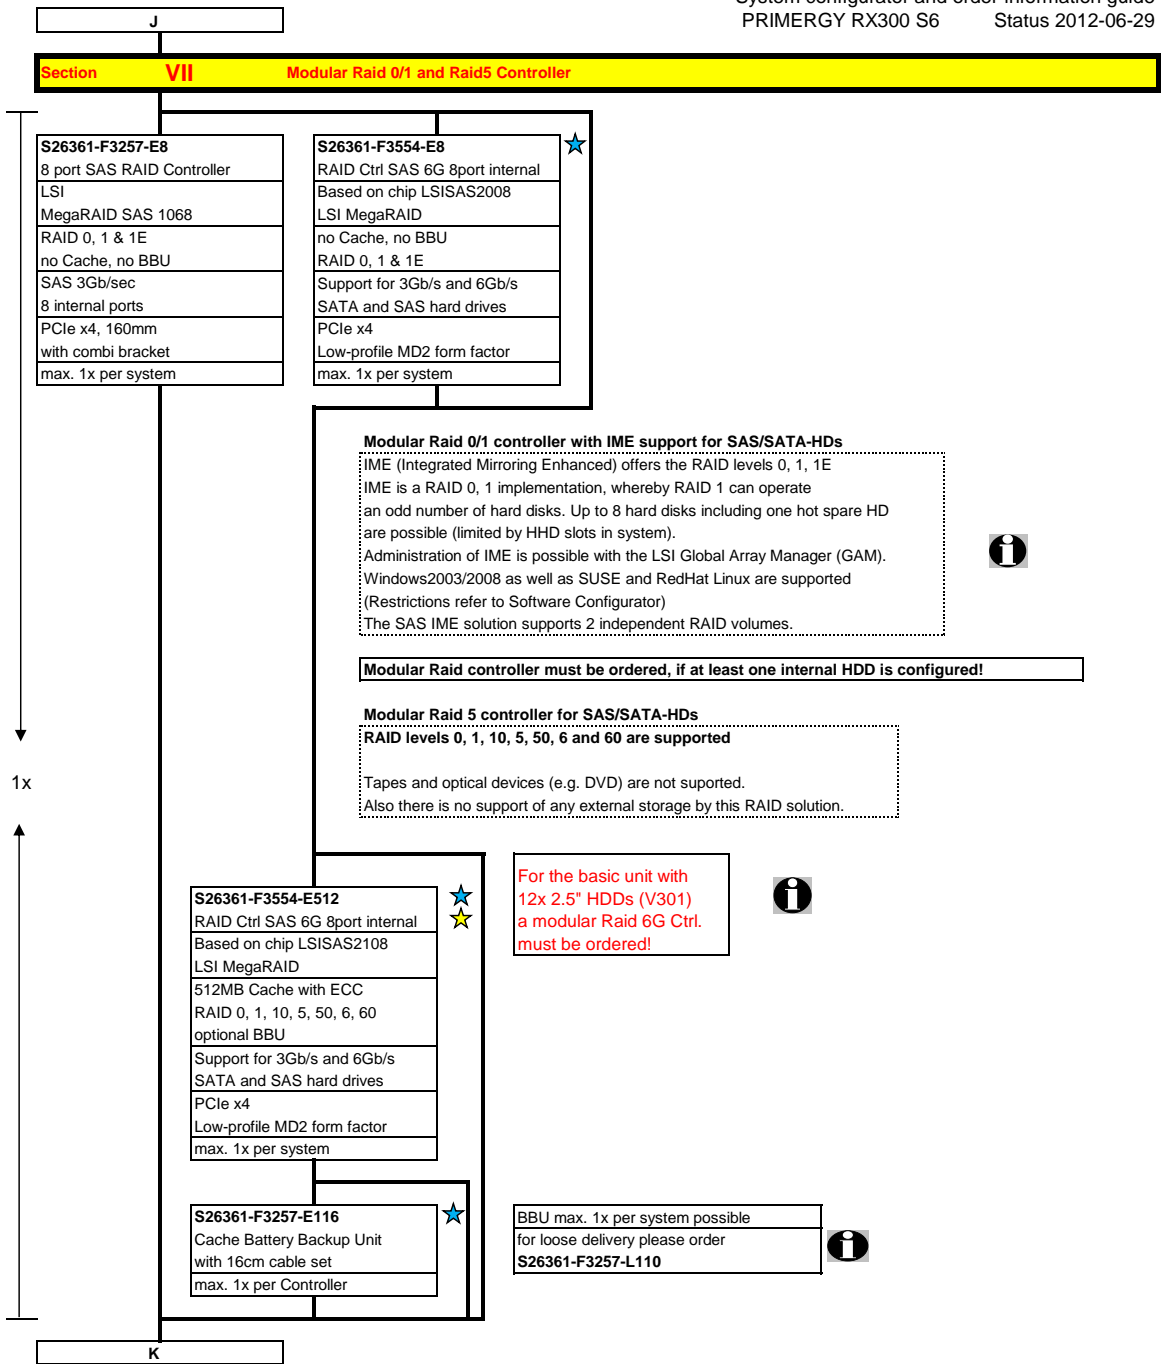 System configurator and order information guide
PRIMERGY RX300 S6 Status 2012-06-29
J
Section VII Modular Raid 0/1 and Raid5 Controller
S26361-F3257-E8
8 port SAS RAID Controller
LSI
MegaRAID SAS 1068
RAID 0, 1 & 1E
no Cache, no BBU
SAS 3Gb/sec
8 internal ports
PCIe x4, 160mm
with combi bracket
max. 1x per system
S26361-F3554-E8
RAID Ctrl SAS 6G 8port internal
Based on chip LSISAS2008
LSI MegaRAID
no Cache, no BBU
RAID 0, 1 & 1E
Support for 3Gb/s and 6Gb/s
SATA and SAS hard drives
PCIe x4
Low-profile MD2 form factor
max. 1x per system
Modular Raid 0/1 controller with IME support for SAS/SATA-HDs
IME (Integrated Mirroring Enhanced) offers the RAID levels 0, 1, 1E
IME is a RAID 0, 1 implementation, whereby RAID 1 can operate
an odd number of hard disks. Up to 8 hard disks including one hot spare HD
are possible (limited by HHD slots in system).
Administration of IME is possible with the LSI Global Array Manager (GAM).
Windows2003/2008 as well as SUSE and RedHat Linux are supported
(Restrictions refer to Software Configurator)
The SAS IME solution supports 2 independent RAID volumes.
Modular Raid controller must be ordered, if at least one internal HDD is configured!
Modular Raid 5 controller for SAS/SATA-HDs
RAID levels 0, 1, 10, 5, 50, 6 and 60 are supported
Tapes and optical devices (e.g. DVD) are not suported.
Also there is no support of any external storage by this RAID solution.
1x
S26361-F3554-E512
RAID Ctrl SAS 6G 8port internal
Based on chip LSISAS2108
LSI MegaRAID
512MB Cache with ECC
RAID 0, 1, 10, 5, 50, 6, 60
optional BBU
Support for 3Gb/s and 6Gb/s
SATA and SAS hard drives
PCIe x4
Low-profile MD2 form factor
max. 1x per system
For the basic unit with
12x 2.5" HDDs (V301)
a modular Raid 6G Ctrl.
must be ordered!
S26361-F3257-E116
Cache Battery Backup Unit
with 16cm cable set
max. 1x per Controller
BBU max. 1x per system possible
for loose delivery please order
S26361-F3257-L110
K